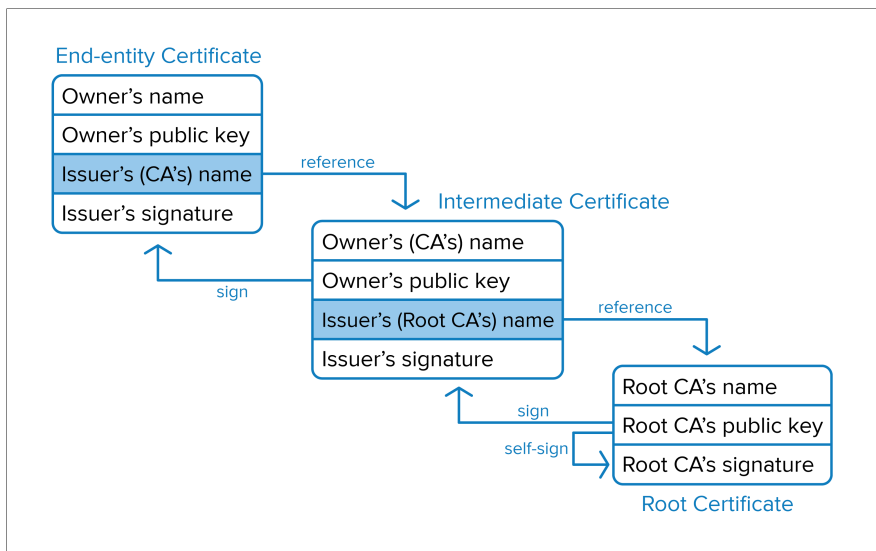 End-entity Certificate
Owner’s name
Owner’s public key
Issuer’s (CA’s) name
Issuer’s signature
reference
sign
Intermediate Certificate
Owner’s (CA’s) name
Owner’s public key
Issuer’s (Root CA’s) name
Issuer’s signature
reference
sign
self-sign
Root CA’s name
Root CA’s public key
Root CA’s signature
Root Certificate